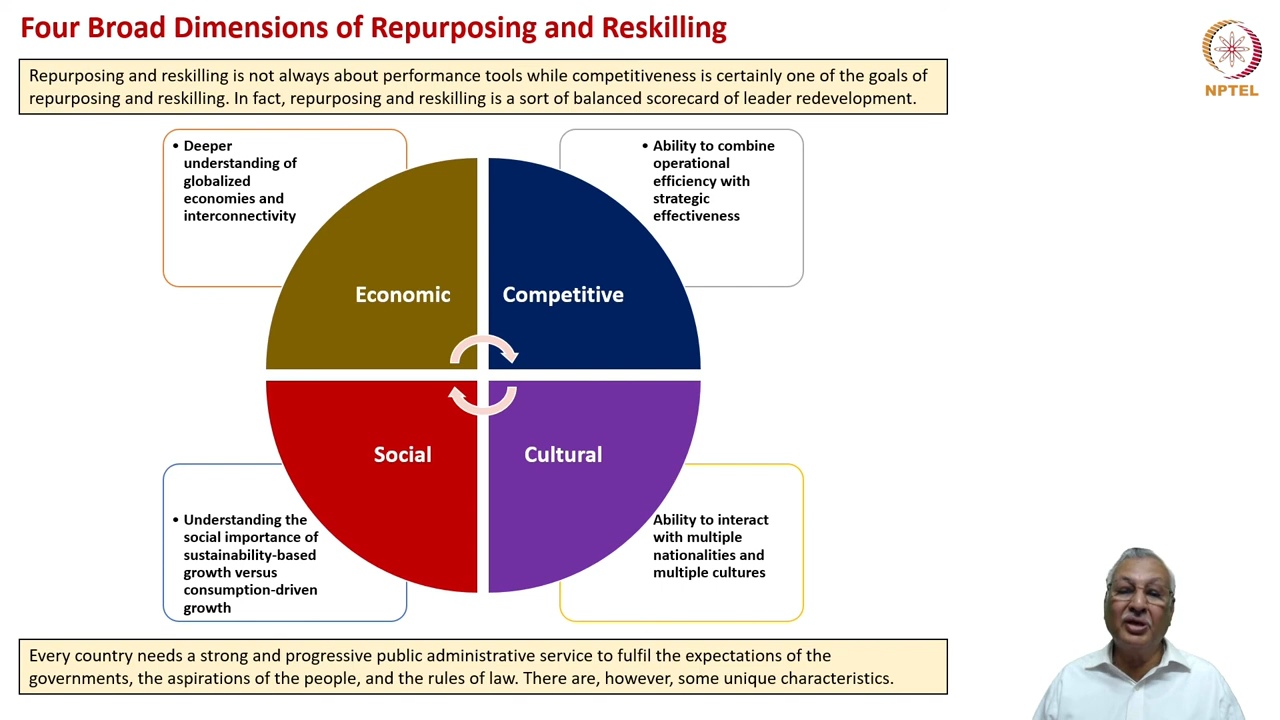 Four Broad Dimensions of Repurposing and Reskilling
NPTEL
Repurposing and reskilling is not always about performance tools while competitiveness is certainly one of the goals of
repurposing and reskilling. In fact, repurposing and reskilling is a sort of balanced scorecard of leader redevelopment.
• Deeper
understanding of
globalized
economies and
interconnectivity
• Ability to combine
operational
efficiency with
strategic
effectiveness
Economic
Competitive
Social
Cultural
• Understanding the
social importance of
sustainability-based
growth versus
consumption-driven
growth
Ability to interact
with multiple
nationalities and
multiple cultures
Every country needs a strong and progressive public administrative service to fulfil the expectations of the
governments, the aspirations of the people, and the rules of law. There are, however, some unique characteristics.